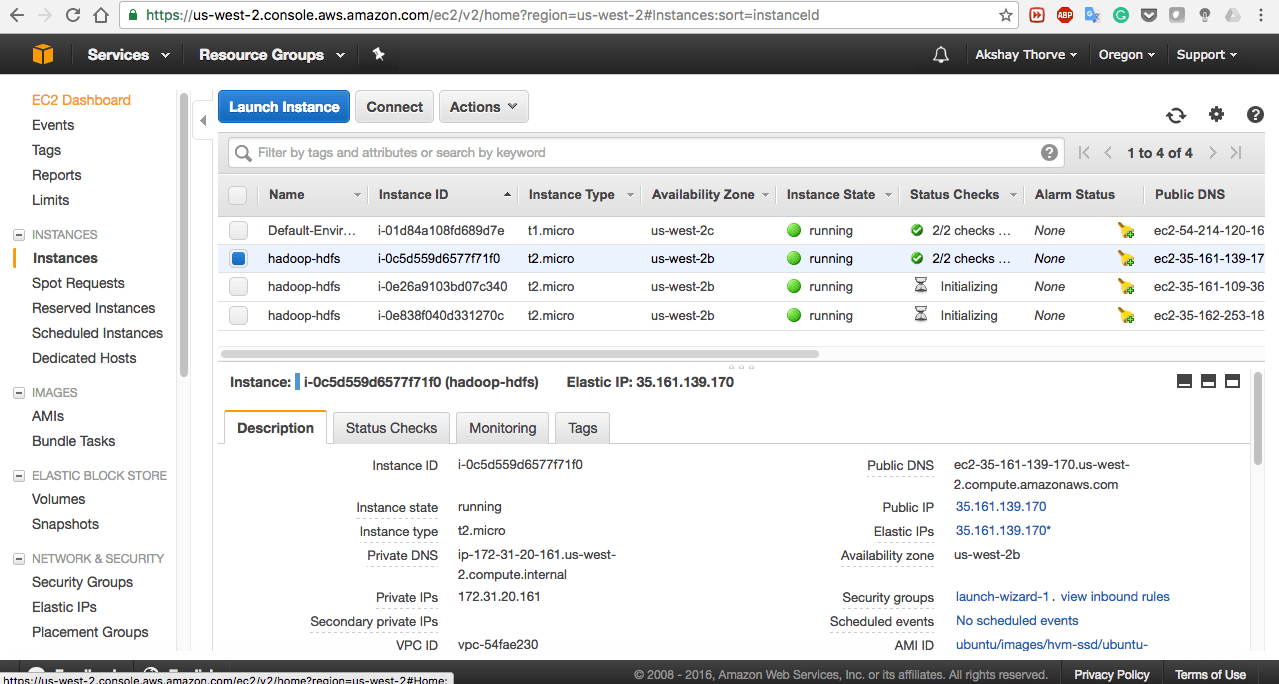 https://us-west-2.console.aws.amazon.com/ec2/v2/home?region=us-west-2#Instances:sort=instanceId
ABP
Services Resource Groups Akshay Thorve Oregon Support
EC2 Dashboard
Events
Tags
Reports
Limits
INSTANCES
Instances
Spot Requests
Reserved Instances
Scheduled Instances
Dedicated Hosts
IMAGES
AMIs
Bundle Tasks
ELASTIC BLOCK STORE
Volumes
Snapshots
NETWORK & SECURITY
Security Groups
Elastic IPs
Placement Groups
Launch Instance Connect Actions
Filter by tags and attributes or search by keyword 1 to 4 of 4
Name Instance ID Instance Type Availability Zone Instance State Status Checks Alarm Status Public DNS
Default-Envir... i-01d84a108fd689d7e t1.micro us-west-2c running 2/2 checks ... None ec2-54-214-120-16
hadoop-hdfs i-0c5d559d6577f71f0 t2.micro us-west-2b running 2/2 checks ... None ec2-35-161-139-17
hadoop-hdfs i-0e26a9103bd07c340 t2.micro us-west-2b running Initializing None ec2-35-161-109-36
hadoop-hdfs i-0e838f040d331270c t2.micro us-west-2b running Initializing None ec2-35-162-253-18
Instance: i-0c5d559d6577f71f0 (hadoop-hdfs) Elastic IP: 35.161.139.170
Description Status Checks Monitoring Tags
Instance ID i-0c5d559d6577f71f0 Public DNS ec2-35-161-139-170.us-west-
2.compute.amazonaws.com
Instance state running Public IP 35.161.139.170
Instance type t2.micro Elastic IPs 35.161.139.170*
Private DNS ip-172-31-20-161.us-west- Availability zone us-west-2b
2.compute.internal
Private IPs 172.31.20.161 Security groups launch-wizard-1. view inbound rules
Secondary private IPs Scheduled events No scheduled events
VPC ID vpc-54fae230 AMI ID ubuntu/images/hvm-ssd/ubuntu-
© 2008 - 2016, Amazon Web Services, Inc. or its affiliates. All rights reserved. Privacy Policy Terms of Use
https://us-west-2.console.aws.amazon.com/ec2/v2/home?region=us-west-2#Home: